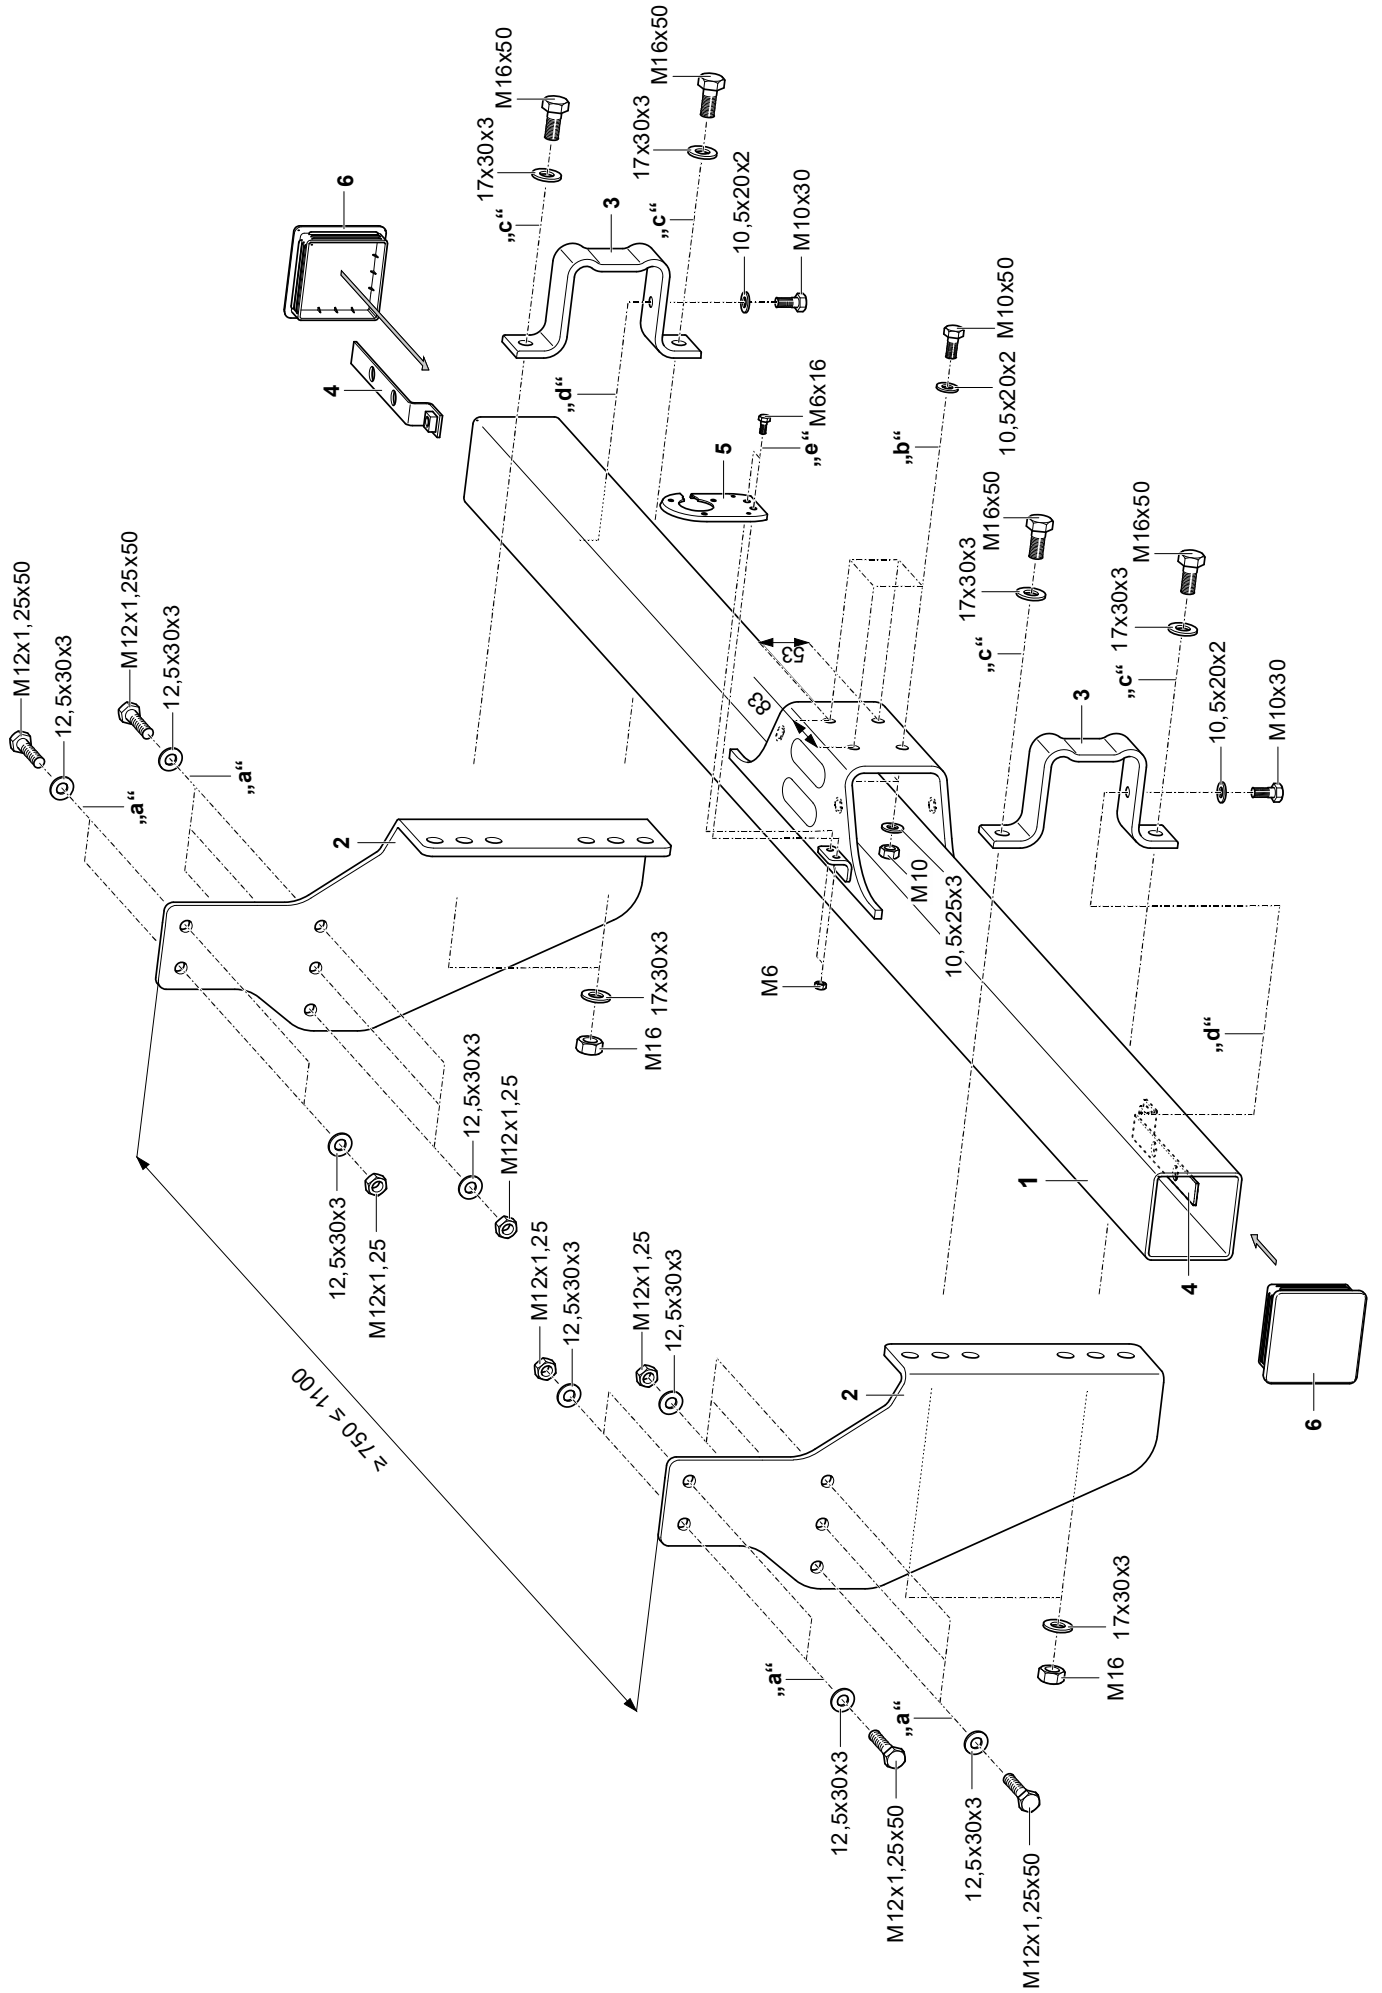 M12x1,25x50
12,5x30x3
„a“
M12x1,25x50
12,5x30x3
„a“
6
4
M16x50
17x30x3
„c“
3
M16x50
17x30x3
„c“
10,5x20x2
M10x30
„d“
2
M16
17x30x3
12,5x30x3
M12x1,25
12,5x30x3
M12x1,25
≥ 750 ≤ 1100
5
M6x16
„e“
M10x50
10,5x20x2
„b“
53
83
M6
M10
10,5x25x3
M16x50
17x30x3
„c“
M16x50
17x30x3
„c“
3
10,5x20x2
M10x30
„d“
1
4
6
M12x1,25
12,5x30x3
M12x1,25
12,5x30x3
2
M16
17x30x3
„a“
12,5x30x3
M12x1,25x50
„a“
12,5x30x3
M12x1,25x50